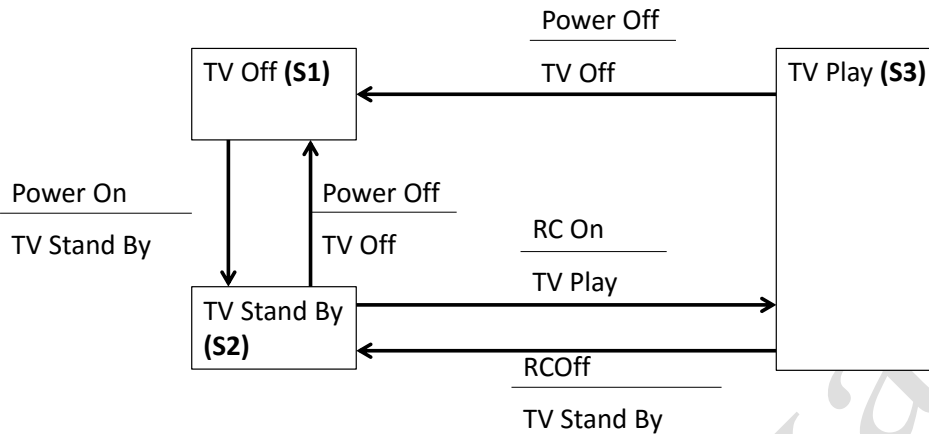 Power Off
TV Off
TV Off (S1)
TV Play (S3)
Power On
TV Stand By
Power Off
TV Off
RC On
TV Play
TV Stand By
(S2)
RCOff
TV Stand By